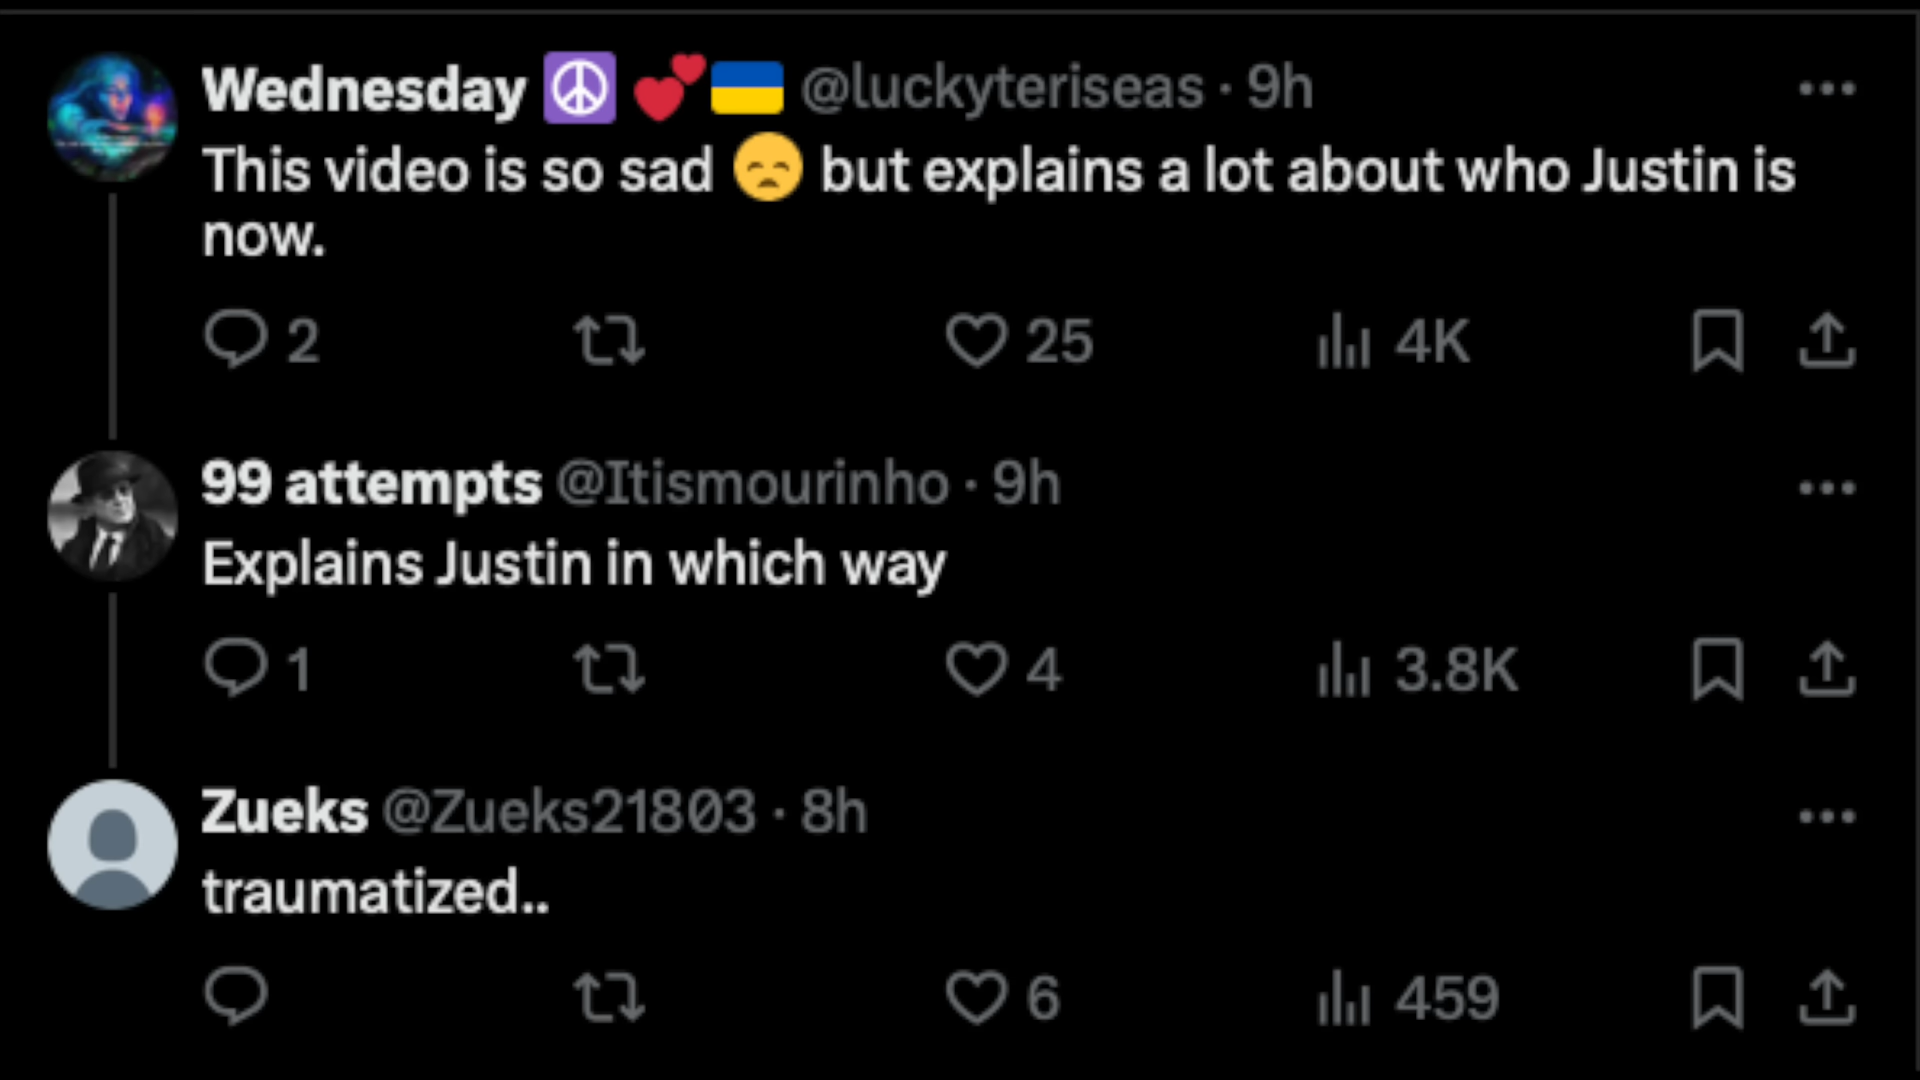 Wednesday ☮️ 💕🇺🇦 @luckyteriseas · 9h
This video is so sad 😞 but explains a lot about who Justin is
now.
2 25 4K
99 attempts @Itismourinho · 9h
Explains Justin in which way
1 4 3.8K
Zueks @Zueks21803 · 8h
traumatized..
6 459